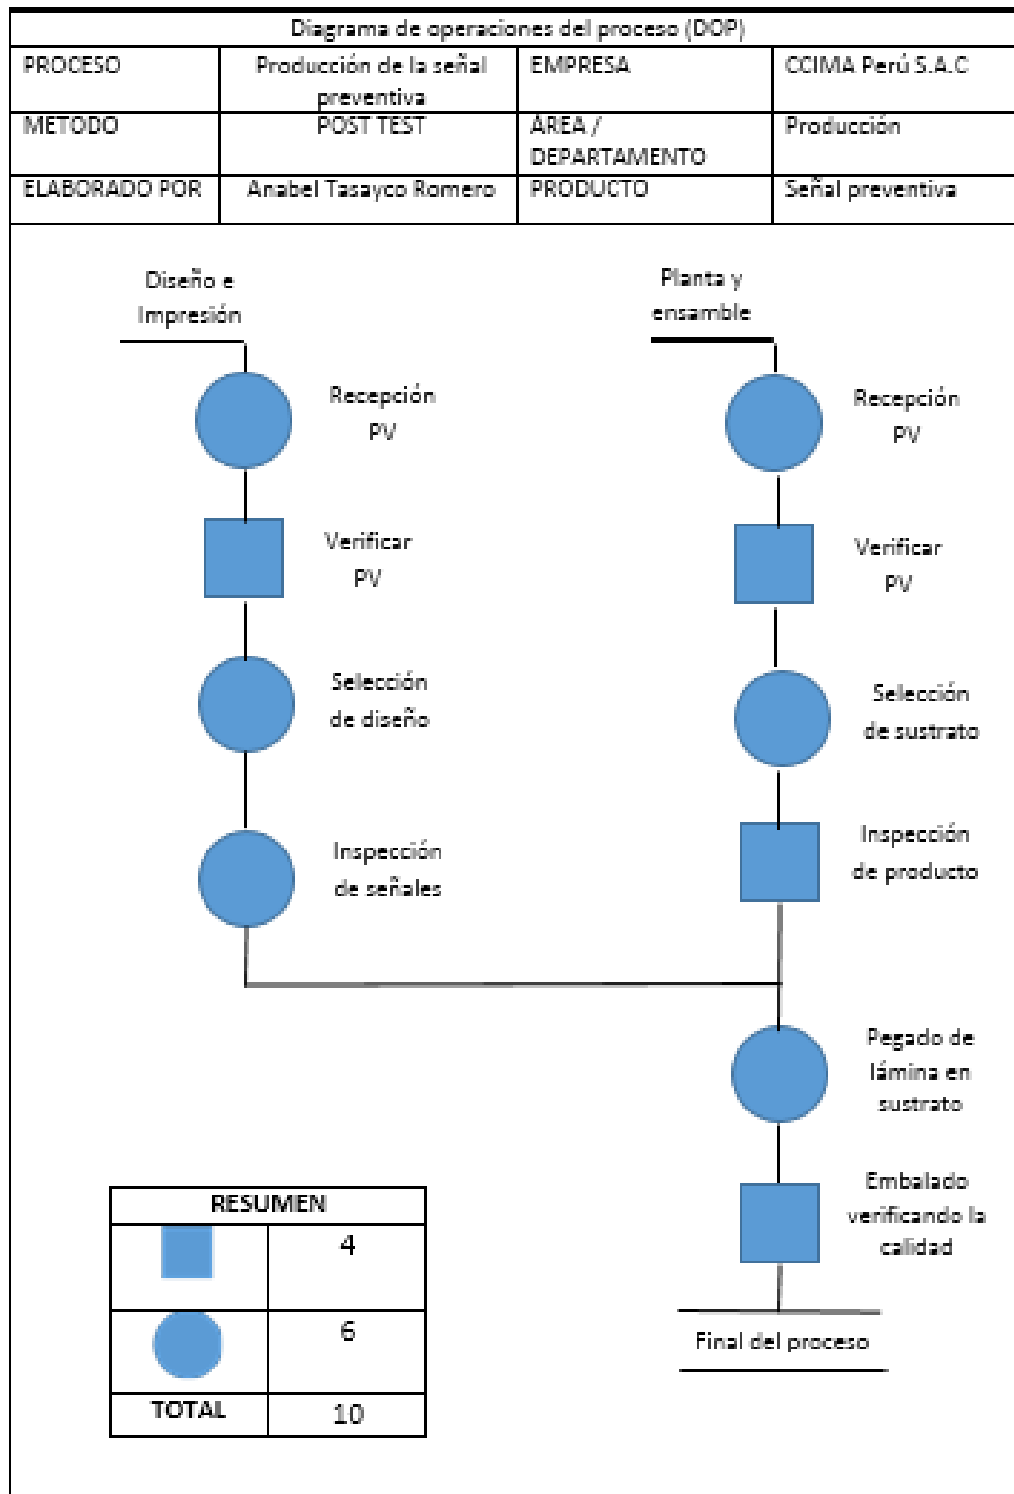 Diagrama de operaciones del proceso (DOP)
PROCESO
Producción de la señal
preventiva
EMPRESA
CCIMA Perú S.A.C
METODO
POST TEST
AREA /
DEPARTAMENTO
Producción
ELABORADO POR
Anabel Tasayco Romero
PRODUCTO
Señal preventiva
Diseño e
Impresión
Planta y
ensamble
Recepción
PV
Recepción
PV
Verificar
PV
Verificar
PV
Selección
de diseño
Selección
de sustrato
Inspección
de señales
Inspección
de producto
Pegado de
lámina en
sustrato
Embalado
verificando la
calidad
Final del proceso
RESUMEN
4
6
TOTAL
10